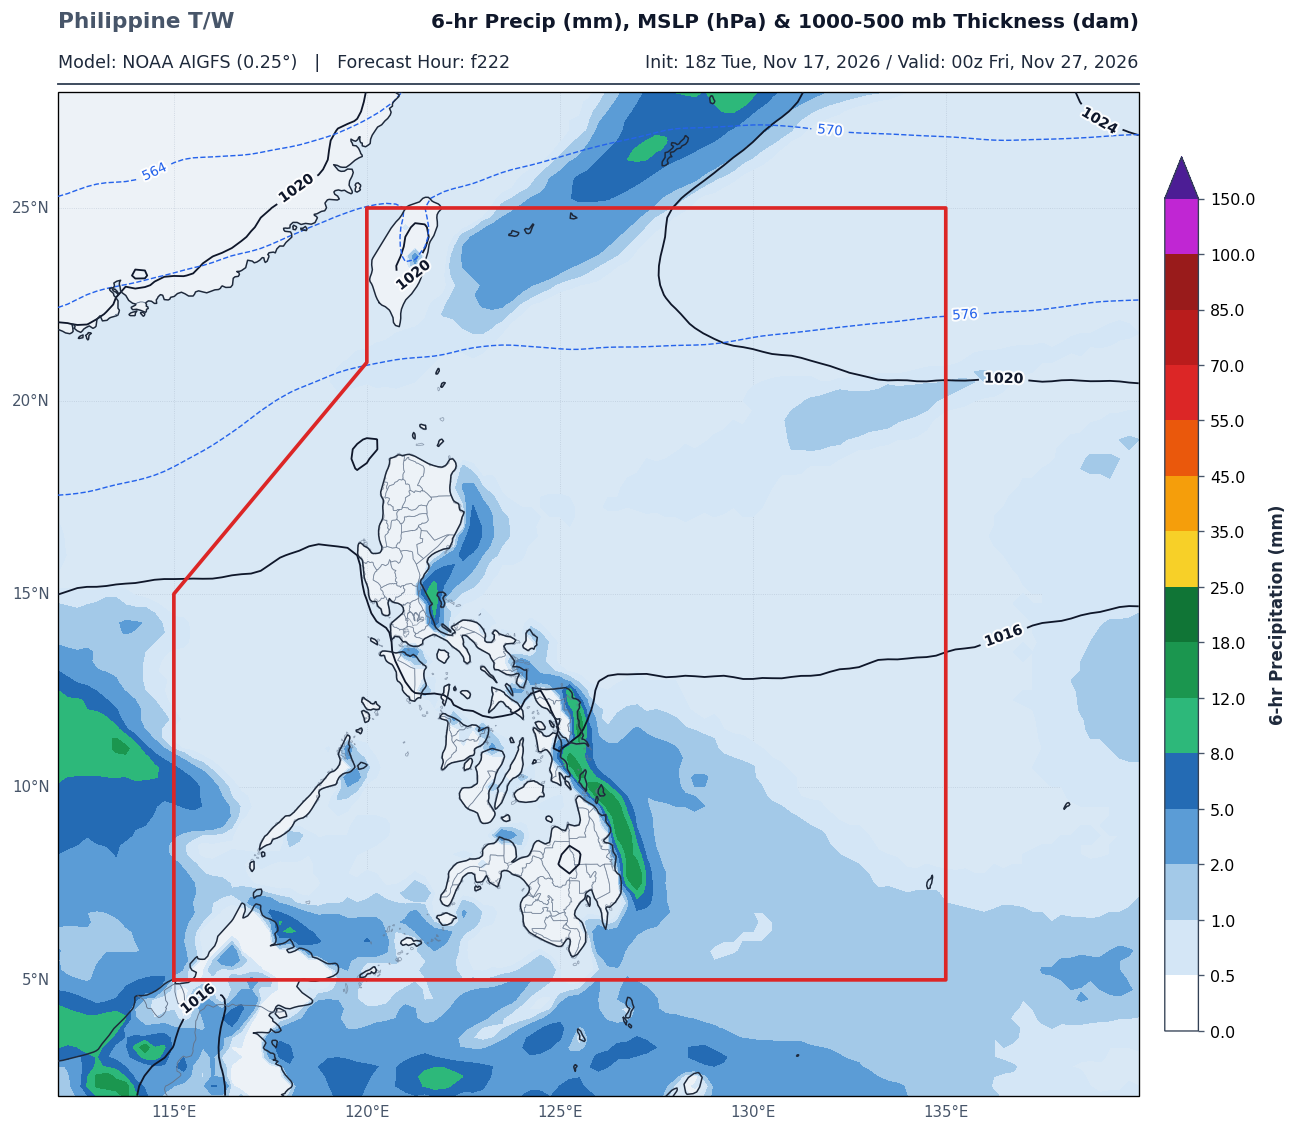 Philippine T/W
6-hr Precip (mm), MSLP (hPa) & 1000-500 mb Thickness (dam)
Model: NOAA AIGFS (0.25°) | Forecast Hour: f222
Init: 18z Tue, Nov 17, 2026 / Valid: 00z Fri, Nov 27, 2026
1024
570
564
1020
25°N
1020
576
1020
20°N
15°N
1016
10°N
5°N
1016
115°E
120°E
125°E
130°E
135°E
150.0
100.0
85.0
70.0
55.0
45.0
35.0
25.0
18.0
12.0
8.0
5.0
2.0
1.0
0.5
0.0
6-hr Precipitation (mm)